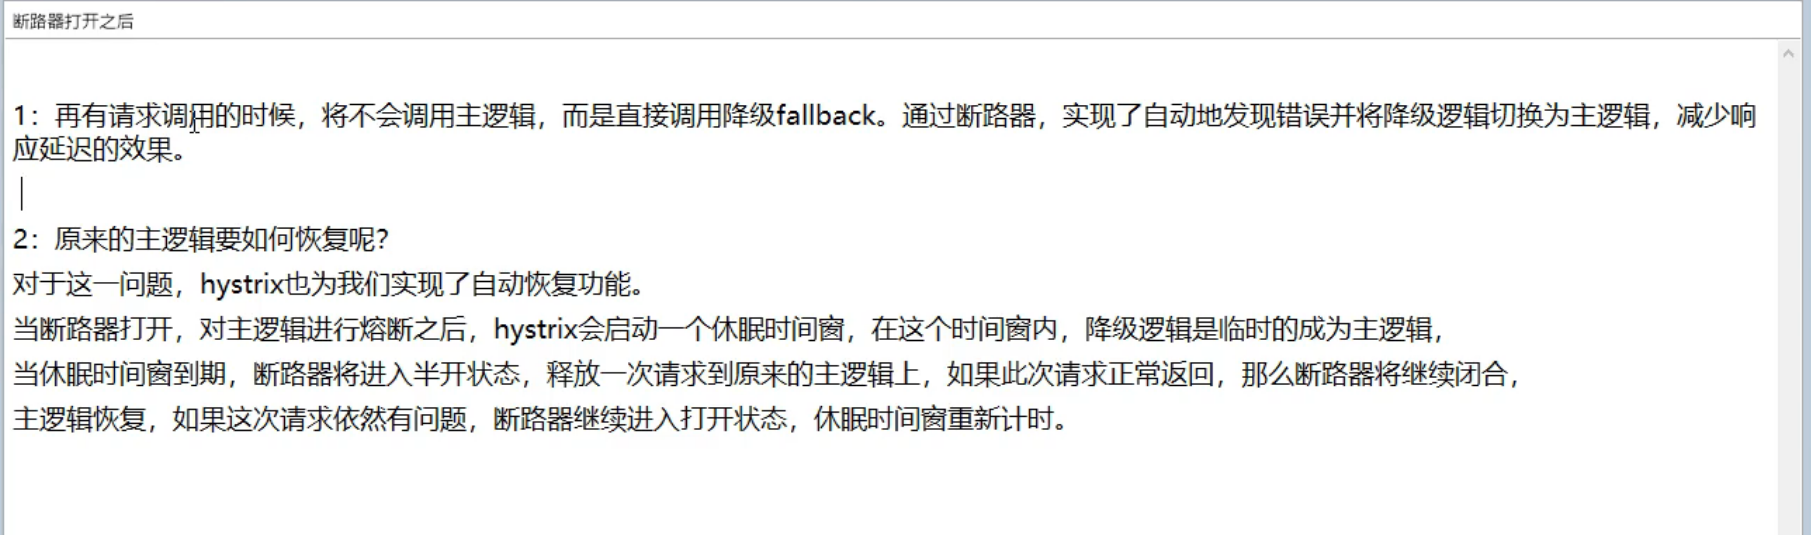 断路器打开之后
1：再有请求调用的时候，将不会调用主逻辑，而是直接调用降级fallback。通过断路器，实现了自动地发现错误并将降级逻辑切换为主逻辑，减少响
应延迟的效果。
2：原来的主逻辑要如何恢复呢？
对于这一问题，hystrix也为我们实现了自动恢复功能。
当断路器打开，对主逻辑进行熔断之后，hystrix会启动一个休眠时间窗，在这个时间窗内，降级逻辑是临时的成为主逻辑，
当休眠时间窗到期，断路器将进入半开状态，释放一次请求到原来的主逻辑上，如果此次请求正常返回，那么断路器将继续闭合，
主逻辑恢复，如果这次请求依然有问题，断路器继续进入打开状态，休眠时间窗重新计时。